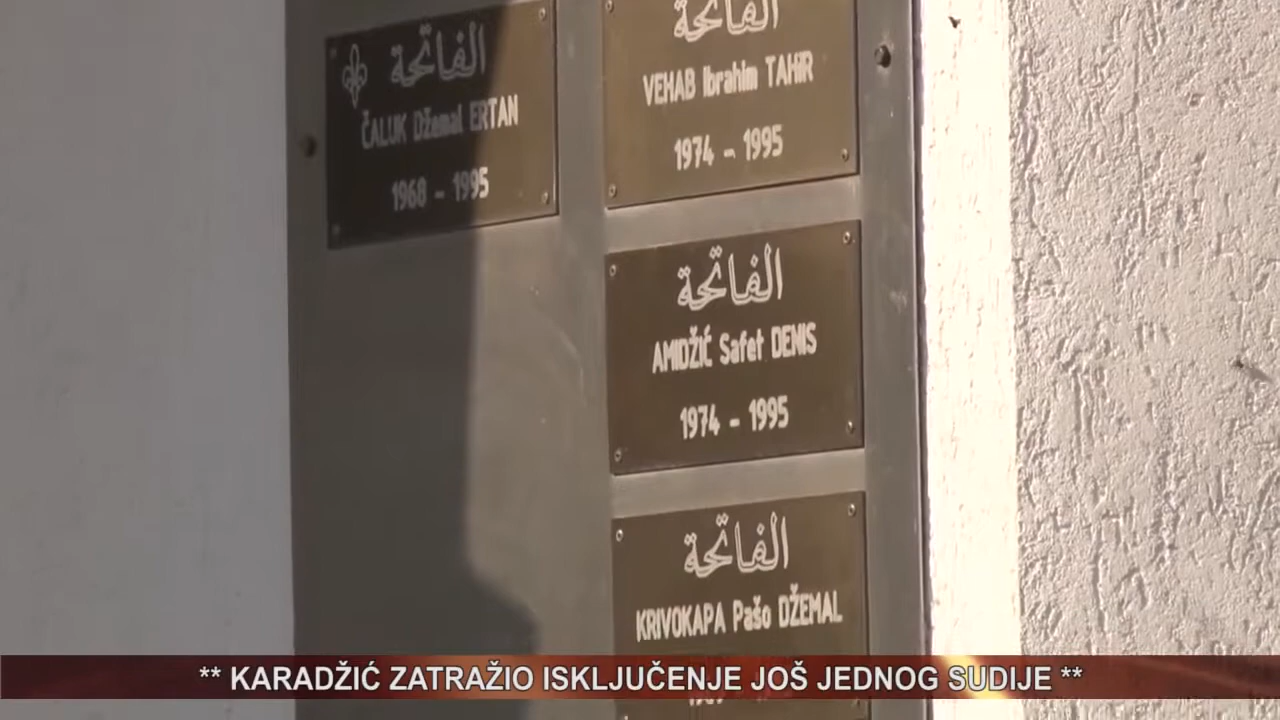 الفاتحة
ČALUK Džemal ERTAN
1968 - 1995
الفاتحة
VEHAB Ibrahim TAHIR
1974 - 1995
الفاتحة
AMIDŽIĆ Safet DENIS
1974 - 1995
الفاتحة
KRIVOKAPA Pašo DŽEMAL
** KARADŽIĆ ZATRAŽIO ISKLJUČENJE JOŠ JEDNOG SUDIJE **